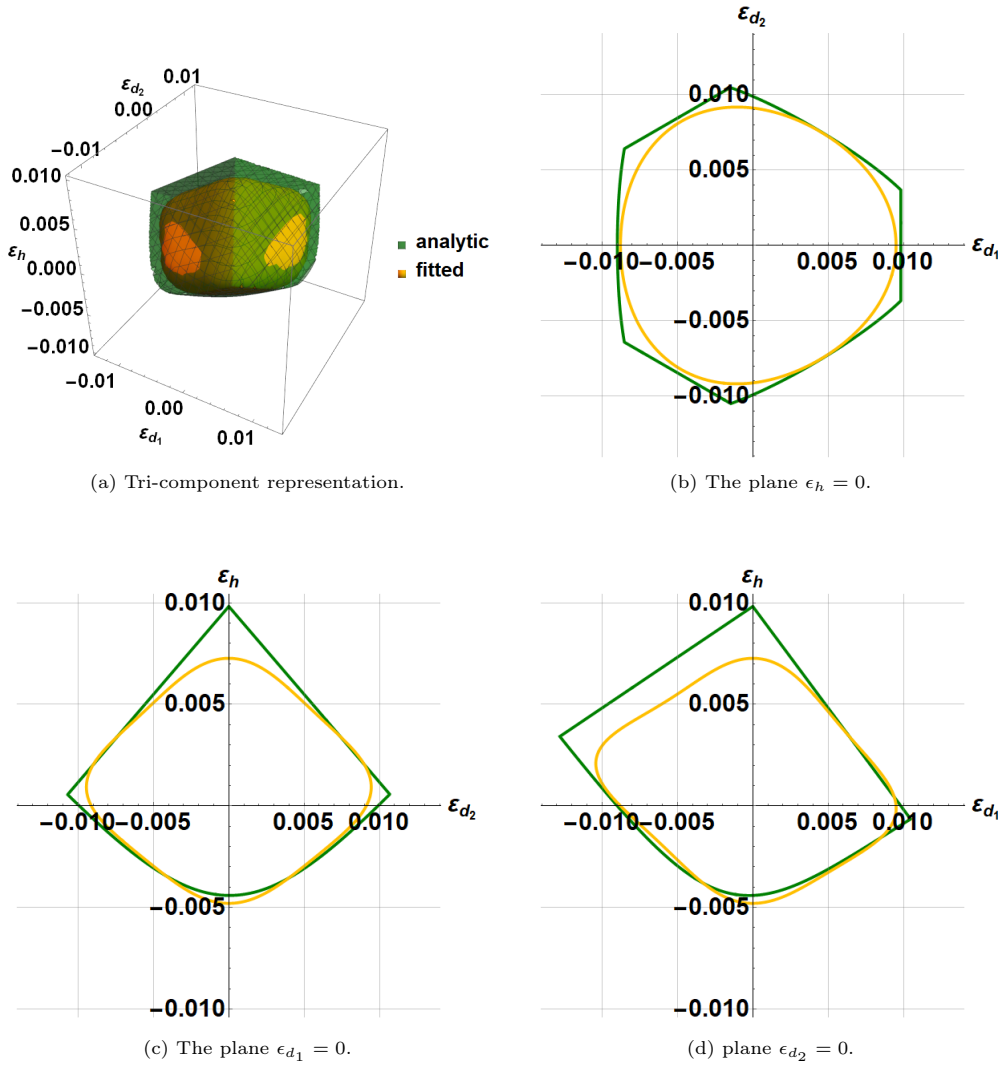 ε_{d_2}
0.01
0.00
−0.01
0.010
0.005
ε_h
0.000
−0.005
−0.010
−0.01
0.00
ε_{d_1}
0.01
analytic
fitted
(a) Tri-component representation.
ε_{d_2}
0.010
0.005
−0.010 −0.005 0.005 0.010 ε_{d_1}
−0.005
−0.010
(b) The plane ϵ_h = 0.
ε_h
0.010
0.005
−0.010 −0.005 0.005 0.010 ε_{d_2}
−0.005
−0.010
(c) The plane ϵ_{d_1} = 0.
ε_h
0.010
0.005
−0.010 −0.005 0.005 0.010 ε_{d_1}
−0.005
−0.010
(d) plane ϵ_{d_2} = 0.